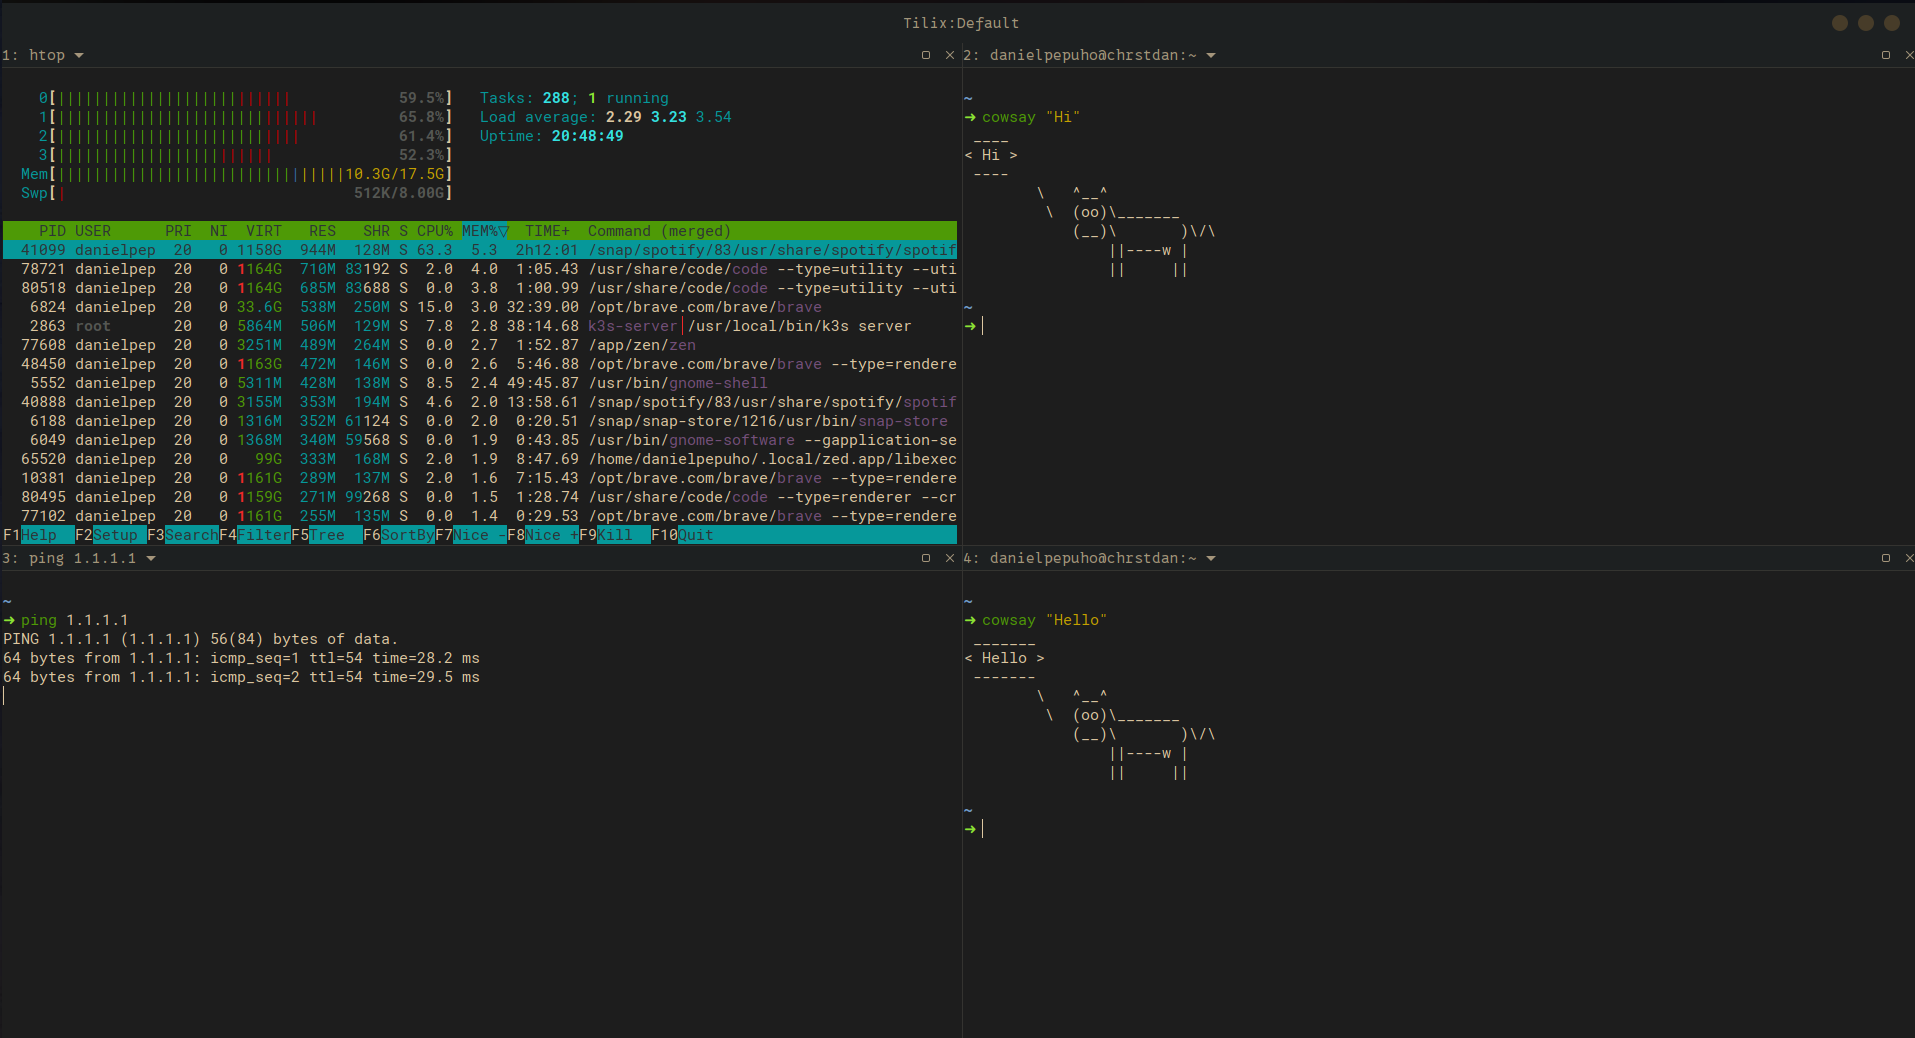 Tilix:Default
1: htop
0[|||||||||||||||||||||||||| 59.5%] Tasks: 288; 1 running
1[||||||||||||||||||||||||||||| 65.8%] Load average: 2.29 3.23 3.54
2[||||||||||||||||||||||||||| 61.4%] Uptime: 20:48:49
3[|||||||||||||||||||||||| 52.3%]
Mem[||||||||||||||||||||||||||||||||10.3G/17.5G]
Swp[| 512K/8.00G]
PID USER PRI NI VIRT RES SHR S CPU% MEM%▽ TIME+ Command (merged)
41099 danielpep 20 0 1158G 944M 128M S 63.3 5.3 2h12:01 /snap/spotify/83/usr/share/spotify/spotif
78721 danielpep 20 0 1164G 710M 83192 S 2.0 4.0 1:05.43 /usr/share/code/code --type=utility --uti
80518 danielpep 20 0 1164G 685M 83688 S 0.0 3.8 1:00.99 /usr/share/code/code --type=utility --uti
6824 danielpep 20 0 33.6G 538M 250M S 15.0 3.0 32:39.00 /opt/brave.com/brave/brave
2863 root 20 0 5864M 506M 129M S 7.8 2.8 38:14.68 k3s-server|/usr/local/bin/k3s server
77608 danielpep 20 0 3251M 489M 264M S 0.0 2.7 1:52.87 /app/zen/zen
48450 danielpep 20 0 1163G 472M 146M S 0.0 2.6 5:46.88 /opt/brave.com/brave/brave --type=rendere
5552 danielpep 20 0 5311M 428M 138M S 8.5 2.4 49:45.87 /usr/bin/gnome-shell
40888 danielpep 20 0 3155M 353M 194M S 4.6 2.0 13:58.61 /snap/spotify/83/usr/share/spotify/spotif
6188 danielpep 20 0 1316M 352M 61124 S 0.0 2.0 0:20.51 /snap/snap-store/1216/usr/bin/snap-store
6049 danielpep 20 0 1368M 340M 59568 S 0.0 1.9 0:43.85 /usr/bin/gnome-software --gapplication-se
65520 danielpep 20 0 99G 333M 168M S 2.0 1.9 8:47.69 /home/danielpepuho/.local/zed.app/libexec
10381 danielpep 20 0 1161G 289M 137M S 2.0 1.6 7:15.43 /opt/brave.com/brave/brave --type=rendere
80495 danielpep 20 0 1159G 271M 99268 S 0.0 1.5 1:28.74 /usr/share/code/code --type=renderer --cr
77102 danielpep 20 0 1161G 255M 135M S 0.0 1.4 0:29.53 /opt/brave.com/brave/brave --type=rendere
F1Help F2Setup F3SearchF4FilterF5Tree F6SortByF7Nice -F8Nice +F9Kill F10Quit
2: danielpepuho@chrstdan:~
~
➜ cowsay "Hi"
 ____
< Hi >
 ----
        \   ^__^
         \  (oo)\_______
            (__)\       )\/\
                ||----w |
                ||     ||
~
➜
3: ping 1.1.1.1
~
➜ ping 1.1.1.1
PING 1.1.1.1 (1.1.1.1) 56(84) bytes of data.
64 bytes from 1.1.1.1: icmp_seq=1 ttl=54 time=28.2 ms
64 bytes from 1.1.1.1: icmp_seq=2 ttl=54 time=29.5 ms
4: danielpepuho@chrstdan:~
~
➜ cowsay "Hello"
 _______
< Hello >
 -------
        \   ^__^
         \  (oo)\_______
            (__)\       )\/\
                ||----w |
                ||     ||
~
➜